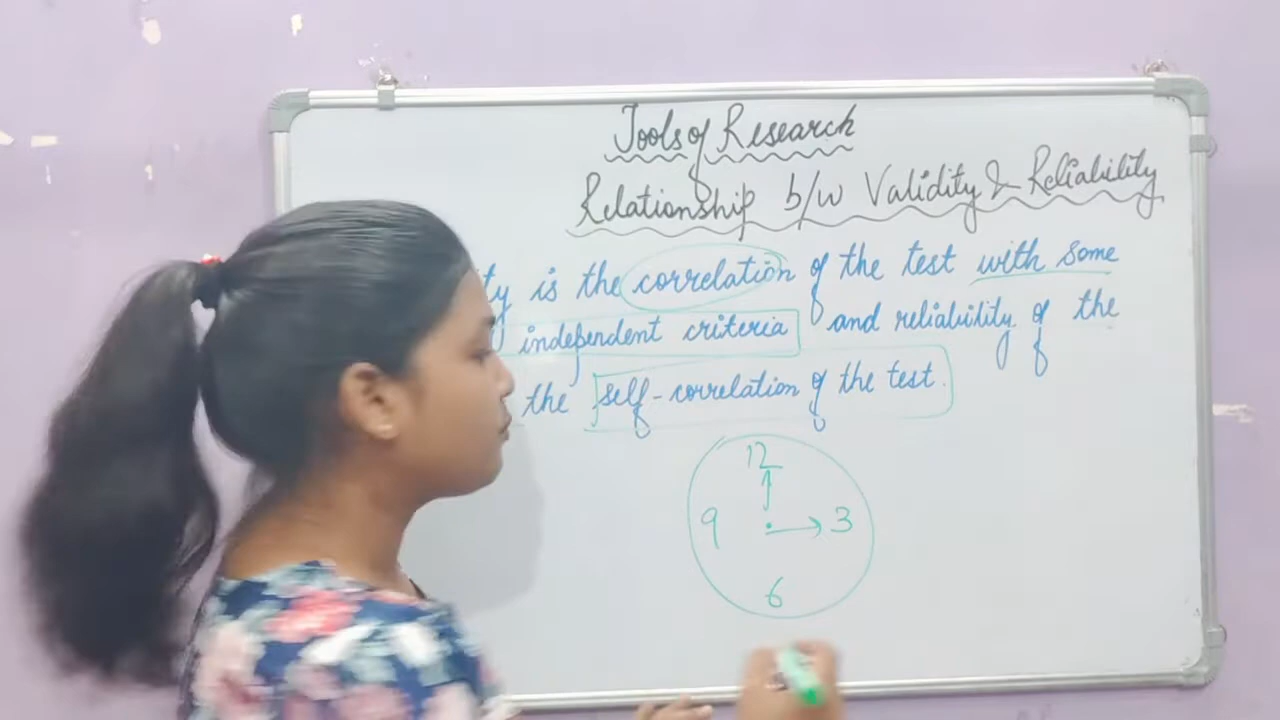 Tools of Research
Relationship b/w Validity & Reliability
ty is the correlation of the test with some
independent criteria and reliability of the
the self-correlation of the test.
12
9 3
6